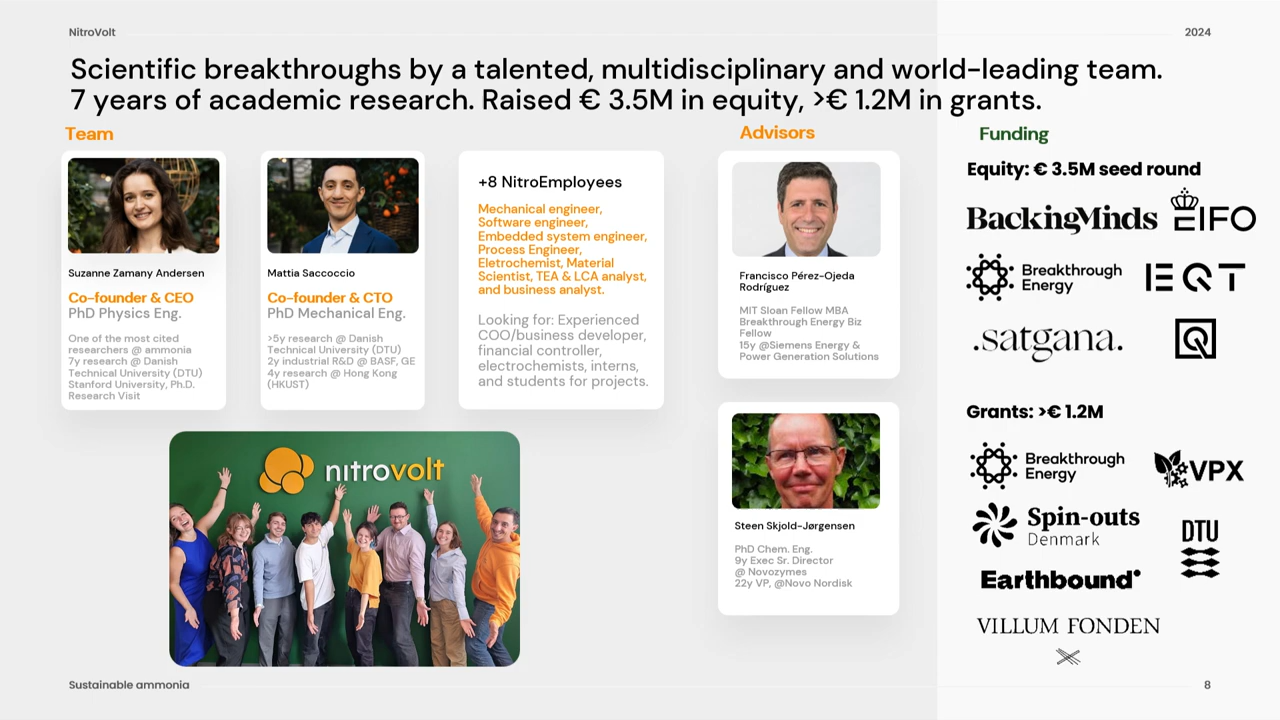 NitroVolt
2024
Scientific breakthroughs by a talented, multidisciplinary and world-leading team.
7 years of academic research. Raised € 3.5M in equity, >€ 1.2M in grants.
Team
Suzanne Zamany Andersen
Co-founder & CEO
PhD Physics Eng.
One of the most cited
researchers @ ammonia
7y research @ Danish
Technical University (DTU)
Stanford University, Ph.D.
Research Visit
Mattia Saccoccio
Co-founder & CTO
PhD Mechanical Eng.
>5y research @ Danish
Technical University (DTU)
2y industrial R&D @ BASF, GE
4y research @ Hong Kong
(HKUST)
+8 NitroEmployees
Mechanical engineer,
Software engineer,
Embedded system engineer,
Process Engineer,
Eletrochemist, Material
Scientist, TEA & LCA analyst,
and business analyst.
Looking for: Experienced
COO/business developer,
financial controller,
electrochemists, interns,
and students for projects.
nitrovolt
Advisors
Francisco Pérez-Ojeda
Rodríguez
MIT Sloan Fellow MBA
Breakthrough Energy Biz
Fellow
15y @Siemens Energy &
Power Generation Solutions
Steen Skjold-Jørgensen
PhD Chem. Eng.
9y Exec Sr. Director
@ Novozymes
22y VP, @Novo Nordisk
Funding
Equity: € 3.5M seed round
BackingMinds
EIFO
Breakthrough
Energy
EQT
.satgana.
Grants: >€ 1.2M
Breakthrough
Energy
VPX
Spin-outs
Denmark
DTU
Earthbound
VILLUM FONDEN
Sustainable ammonia
8